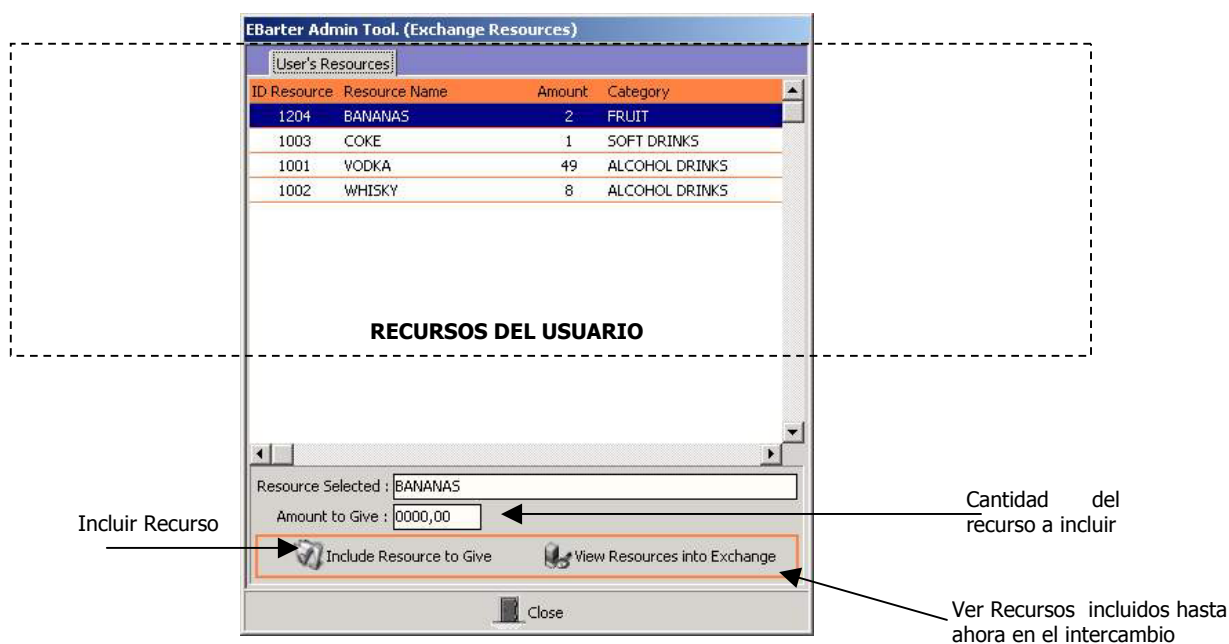 EBarter Admin Tool. (Exchange Resources)
User's Resources
ID Resource Resource Name Amount Category
1204 BANANAS 2 FRUIT
1003 COKE 1 SOFT DRINKS
1001 VODKA 49 ALCOHOL DRINKS
1002 WHISKY 8 ALCOHOL DRINKS
RECURSOS DEL USUARIO
Resource Selected : BANANAS
Amount to Give : 0000,00
Cantidad del
recurso a incluir
Incluir Recurso
Include Resource to Give View Resources into Exchange
Close
Ver Recursos incluidos hasta
ahora en el intercambio